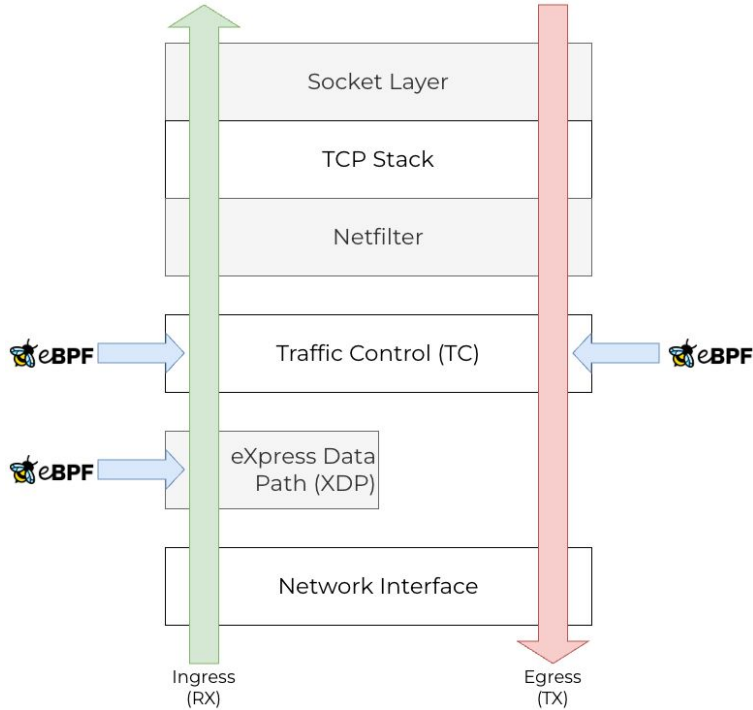 Socket Layer
TCP Stack
Netfilter
eBPF
Traffic Control (TC)
eBPF
eBPF
eXpress Data
Path (XDP)
Network Interface
Ingress
(RX)
Egress
(TX)